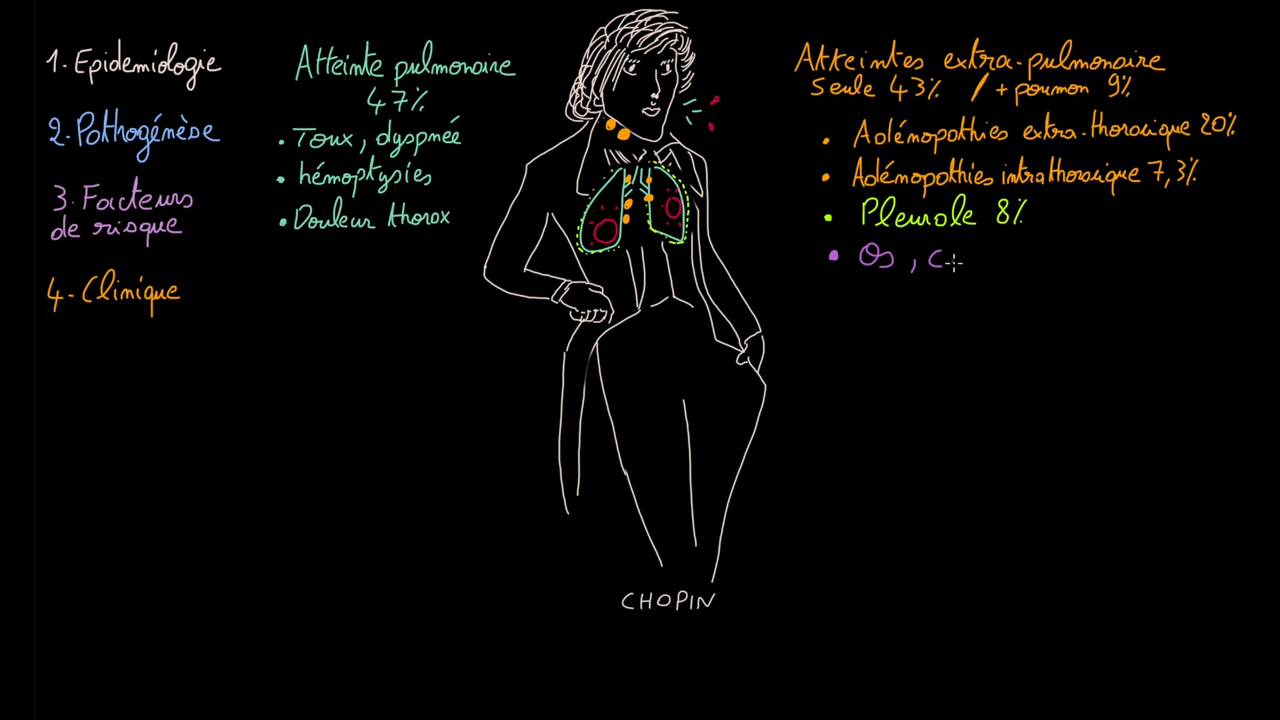 1. Epidemiologie
2. Pathogénèse
3. Facteurs
de risque
4. Clinique
Atteinte pulmonaire
47%
• Toux, dyspnée
• hémoptysies
• Douleur thorax
Atteintes extra-pulmonaire
seule 43% / + poumon 9%
• Adénopathies extra-thoracique 20%
• Adénopathies intrathoracique 7,3%
• Pleurale 8%
• Os, c
CHOPIN